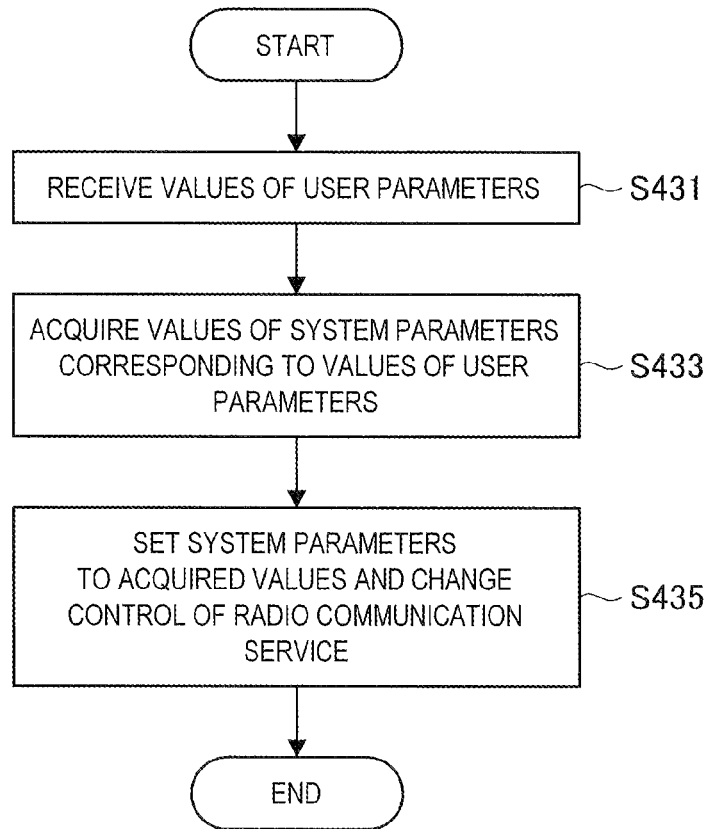 START
RECEIVE VALUES OF USER PARAMETERS
S431
ACQUIRE VALUES OF SYSTEM PARAMETERS
CORRESPONDING TO VALUES OF USER
PARAMETERS
S433
SET SYSTEM PARAMETERS
TO ACQUIRED VALUES AND CHANGE
CONTROL OF RADIO COMMUNICATION
SERVICE
S435
END